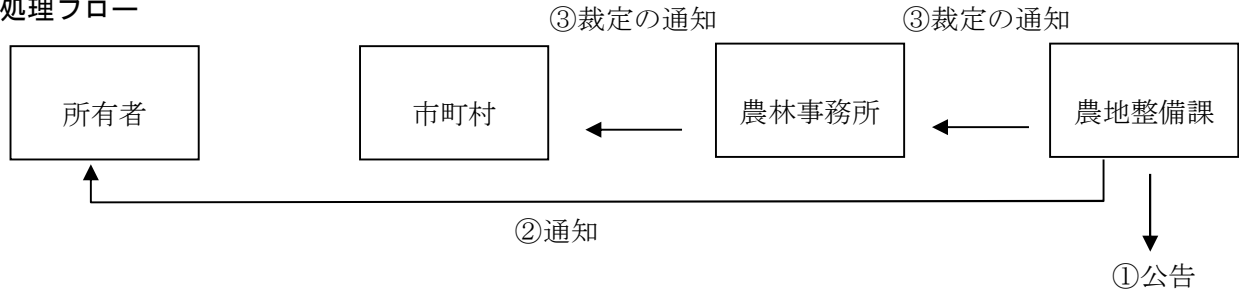 処理フロー
③裁定の通知
③裁定の通知
所有者
市町村
農林事務所
農地整備課
②通知
①公告